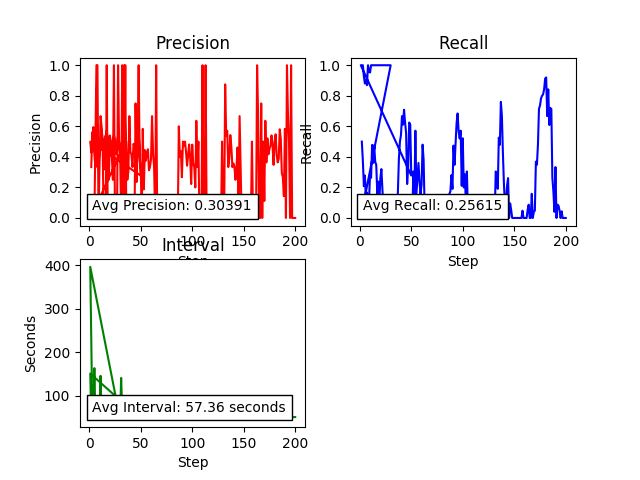 Precision
Precision
1.0
0.8
0.6
0.4
0.2
0.0
Avg Precision: 0.30391
0 50 100 150 200
Step
Recall
Recall
1.0
0.8
0.6
0.4
0.2
0.0
Avg Recall: 0.25615
0 50 100 150 200
Step
Interval
Seconds
400
300
200
100
Avg Interval: 57.36 seconds
0 50 100 150 200
Step